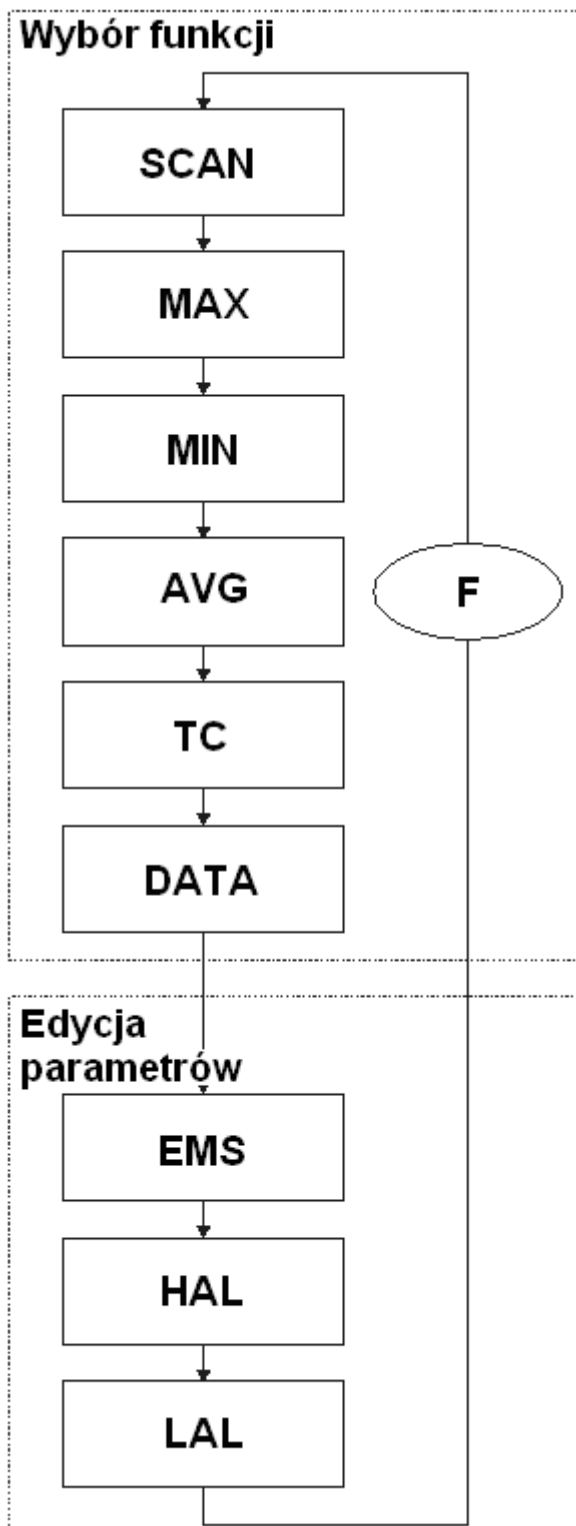 Wybór funkcji
SCAN
MAX
MIN
AVG
F
TC
DATA
Edycja
parametrów
EMS
HAL
LAL